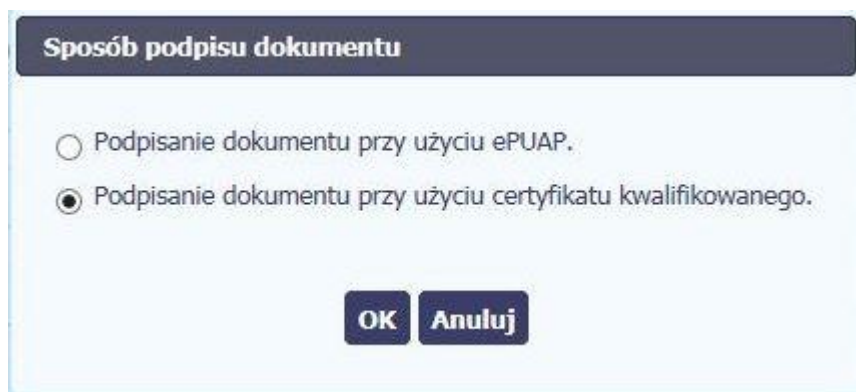 Sposób podpisu dokumentu
Podpisanie dokumentu przy użyciu ePUAP.
Podpisanie dokumentu przy użyciu certyfikatu kwalifikowanego.
OK Anuluj